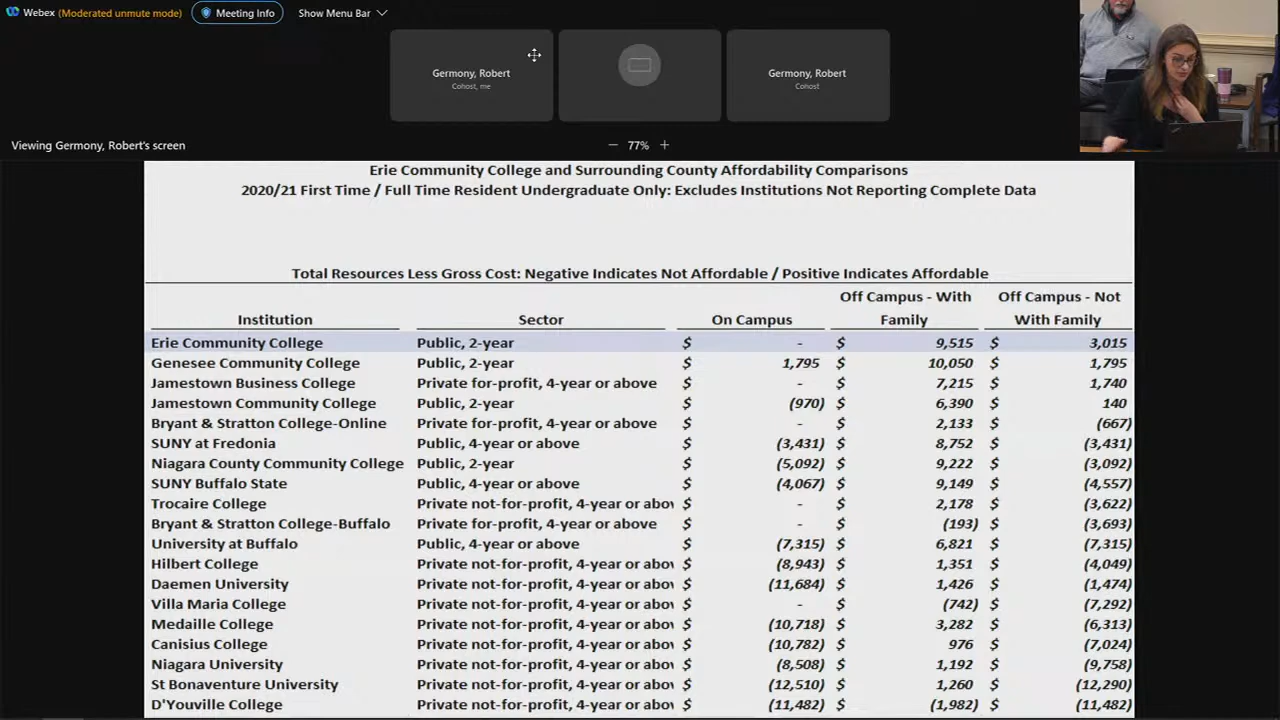 Webex (Moderated unmute mode) Meeting Info Show Menu Bar
Germony, Robert
Cohost, me
Germony, Robert
Cohost
Viewing Germony, Robert's screen
77%
Erie Community College and Surrounding County Affordability Comparisons
2020/21 First Time / Full Time Resident Undergraduate Only: Excludes Institutions Not Reporting Complete Data
Total Resources Less Gross Cost: Negative Indicates Not Affordable / Positive Indicates Affordable
Off Campus - With Off Campus - Not
Institution Sector On Campus Family With Family
Erie Community College Public, 2-year $ - $ 9,515 $ 3,015
Genesee Community College Public, 2-year $ 1,795 $ 10,050 $ 1,795
Jamestown Business College Private for-profit, 4-year or above $ - $ 7,215 $ 1,740
Jamestown Community College Public, 2-year $ (970) $ 6,390 $ 140
Bryant & Stratton College-Online Private for-profit, 4-year or above $ - $ 2,133 $ (667)
SUNY at Fredonia Public, 4-year or above $ (3,431) $ 8,752 $ (3,431)
Niagara County Community College Public, 2-year $ (5,092) $ 9,222 $ (3,092)
SUNY Buffalo State Public, 4-year or above $ (4,067) $ 9,149 $ (4,557)
Trocaire College Private not-for-profit, 4-year or abov $ - $ 2,178 $ (3,622)
Bryant & Stratton College-Buffalo Private for-profit, 4-year or above $ - $ (193) $ (3,693)
University at Buffalo Public, 4-year or above $ (7,315) $ 6,821 $ (7,315)
Hilbert College Private not-for-profit, 4-year or abov $ (8,943) $ 1,351 $ (4,049)
Daemen University Private not-for-profit, 4-year or abov $ (11,684) $ 1,426 $ (1,474)
Villa Maria College Private not-for-profit, 4-year or abov $ - $ (742) $ (7,292)
Medaille College Private not-for-profit, 4-year or abov $ (10,718) $ 3,282 $ (6,313)
Canisius College Private not-for-profit, 4-year or abov $ (10,782) $ 976 $ (7,024)
Niagara University Private not-for-profit, 4-year or abov $ (8,508) $ 1,192 $ (9,758)
St Bonaventure University Private not-for-profit, 4-year or abov $ (12,510) $ 1,260 $ (12,290)
D'Youville College Private not-for-profit, 4-year or abov $ (11,482) $ (1,982) $ (11,482)